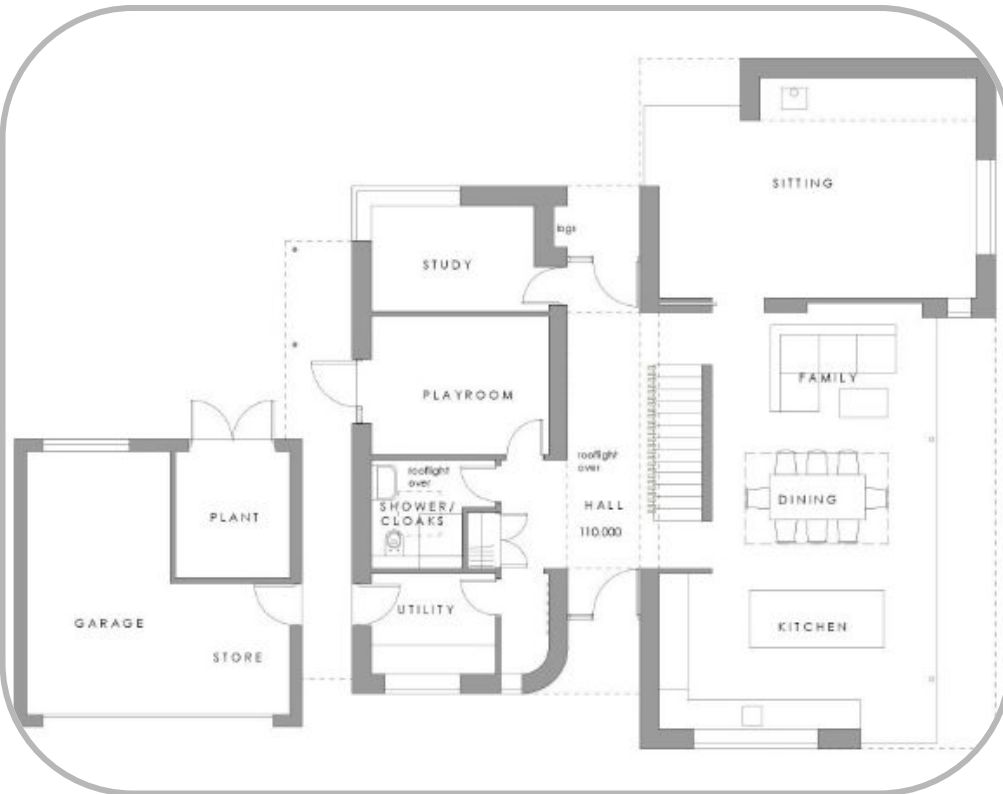 SITTING
logs
STUDY
FAMILY
PLAYROOM
rooflight
over
rooflight
over
SHOWER/
CLOAKS
HALL
110.000
DINING
PLANT
UTILITY
GARAGE
STORE
KITCHEN